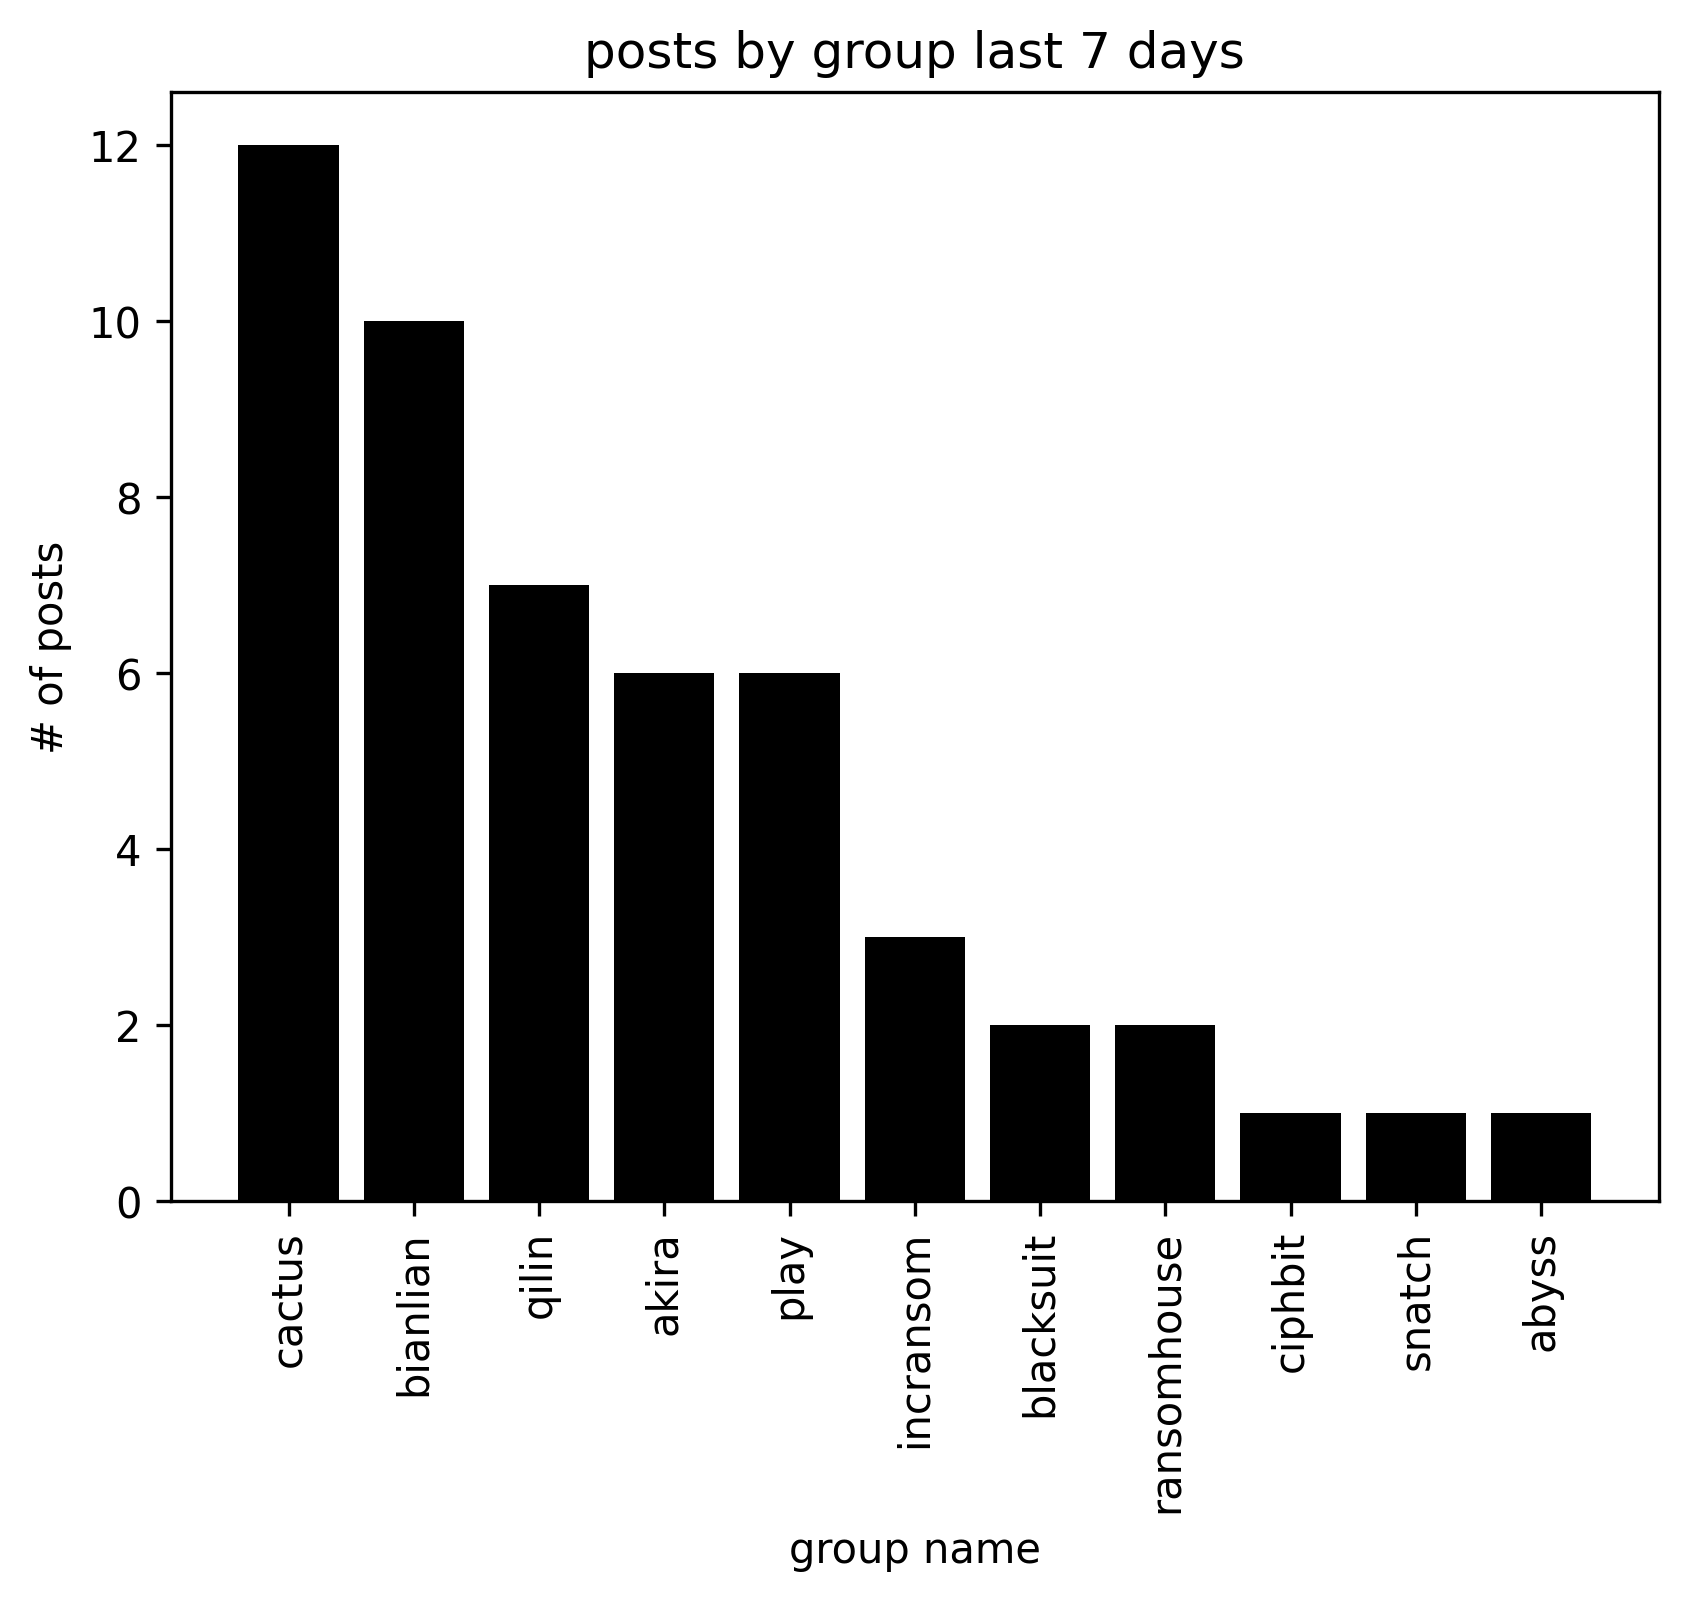 posts by group last 7 days
12
10
8
6
4
2
0
# of posts
cactus
bianlian
qilin
akira
play
incransom
blacksuit
ransomhouse
ciphbit
snatch
abyss
group name